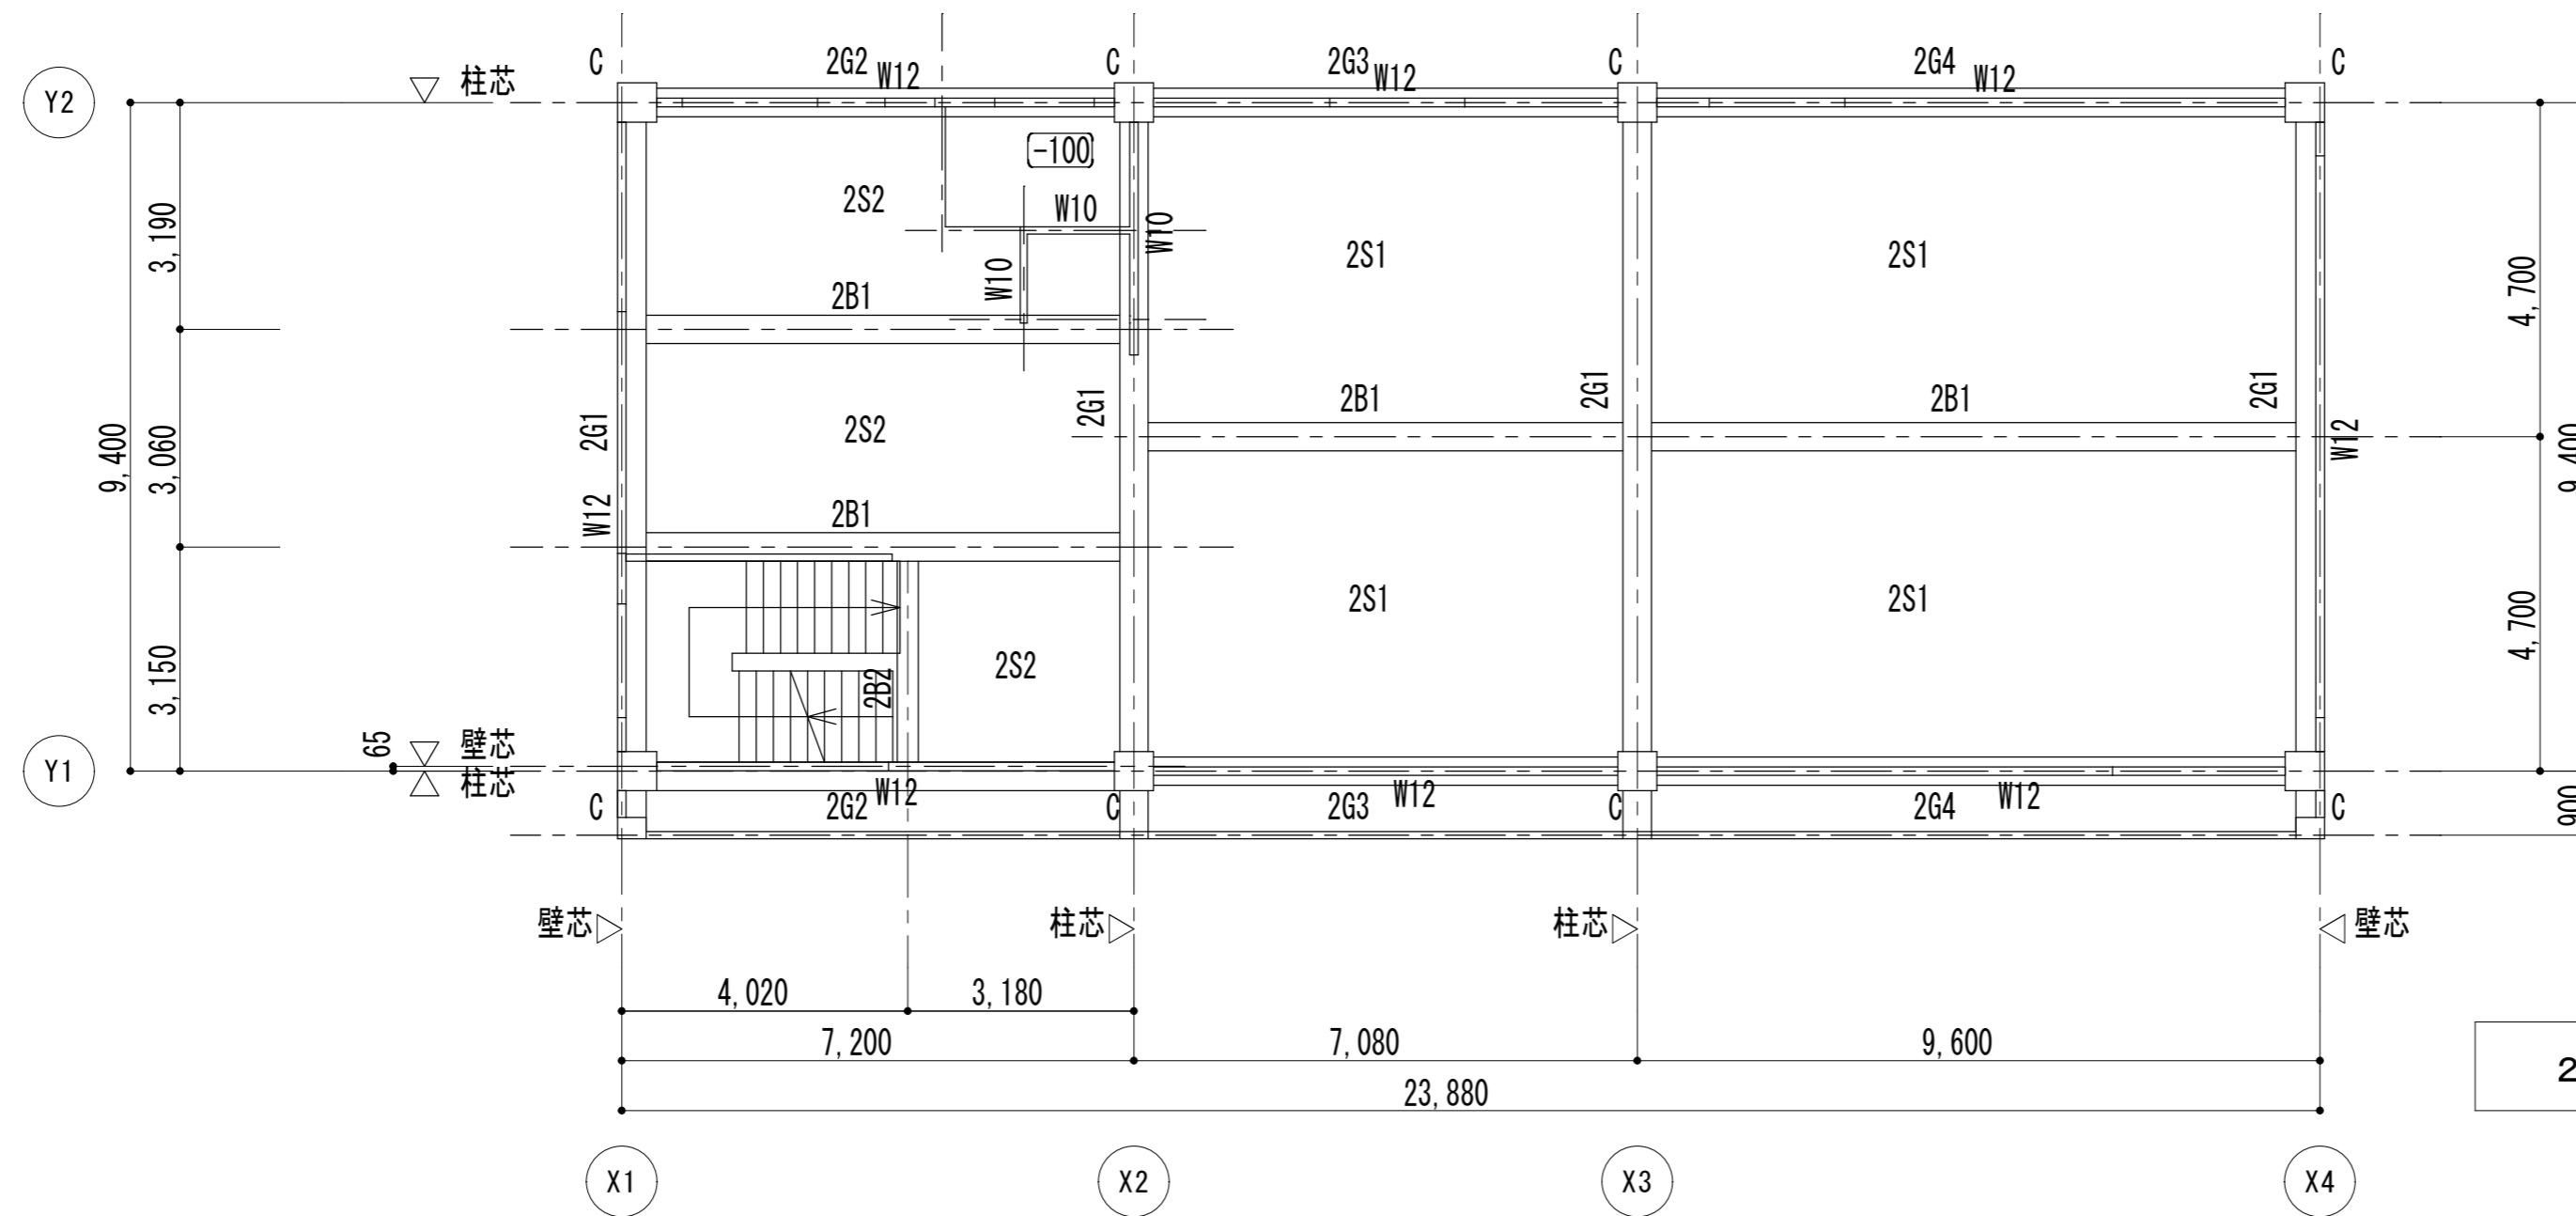 C 2G2 C 2G3 C 2G4 C
W12 W12 W12
Y2 柱芯
-100
2S2 W10 W10
3,190
2S1 2S1
4,700
W10
2B1
2G1 2G1 2G1
2B1 2B1
9,400 3,060 2G1 2S2 W12 9,400
W12 2B1
2S1 2S1
4,700
3,150 2B2 2S2
65 壁芯
Y1 柱芯
W12 W12 W12
C 2G2 C 2G3 C 2G4 C
900
壁芯 柱芯 柱芯 壁芯
4,020 3,180
7,200 7,080 9,600
2
23,880
X1 X2 X3 X4